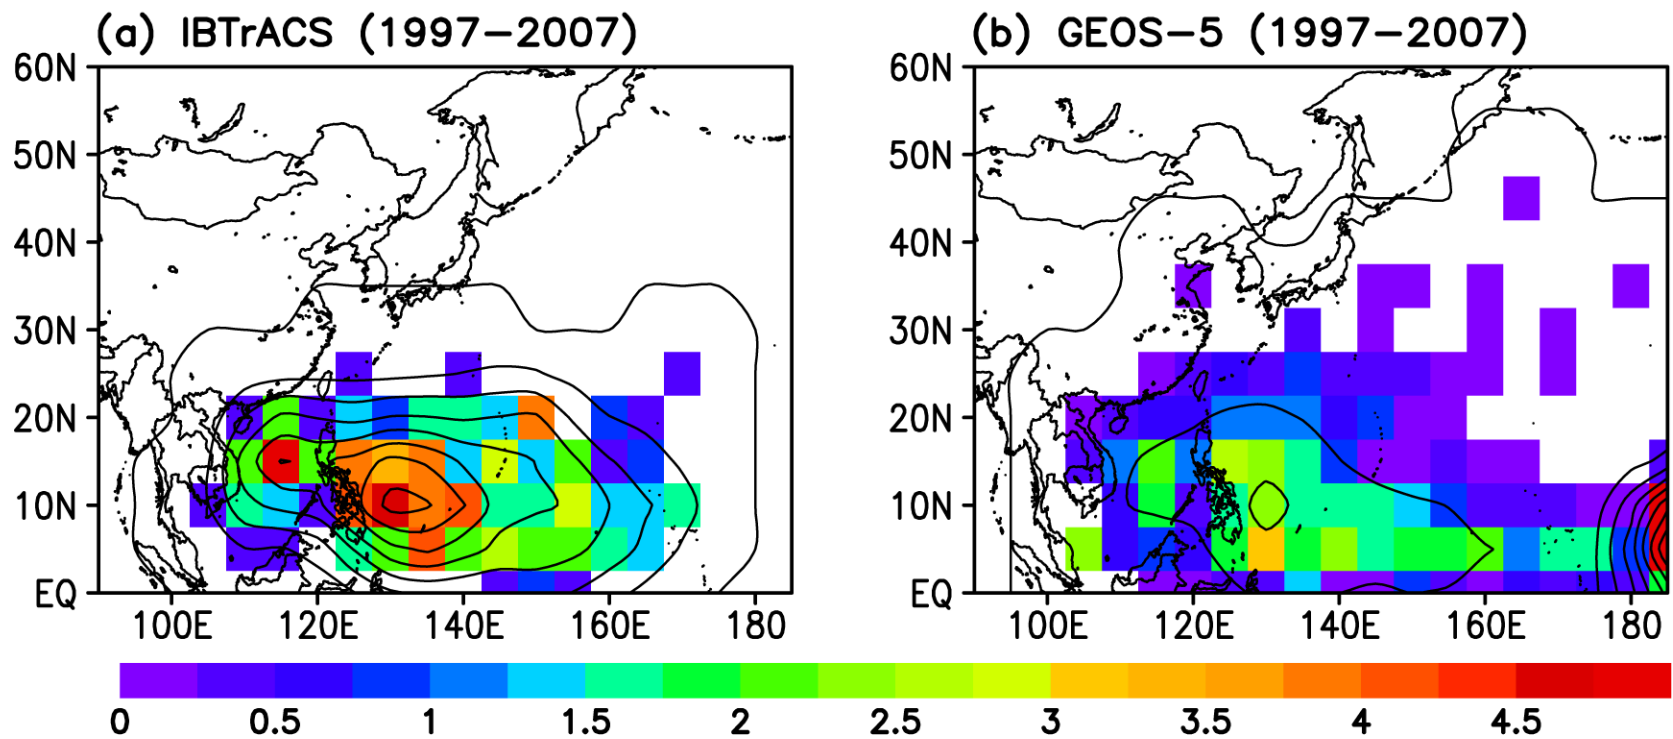 (a) IBTrACS (1997−2007)
60N
50N
40N
30N
20N
10N
EQ
100E 120E 140E 160E 180
(b) GEOS−5 (1997−2007)
60N
50N
40N
30N
20N
10N
EQ
100E 120E 140E 160E 180
0 0.5 1 1.5 2 2.5 3 3.5 4 4.5